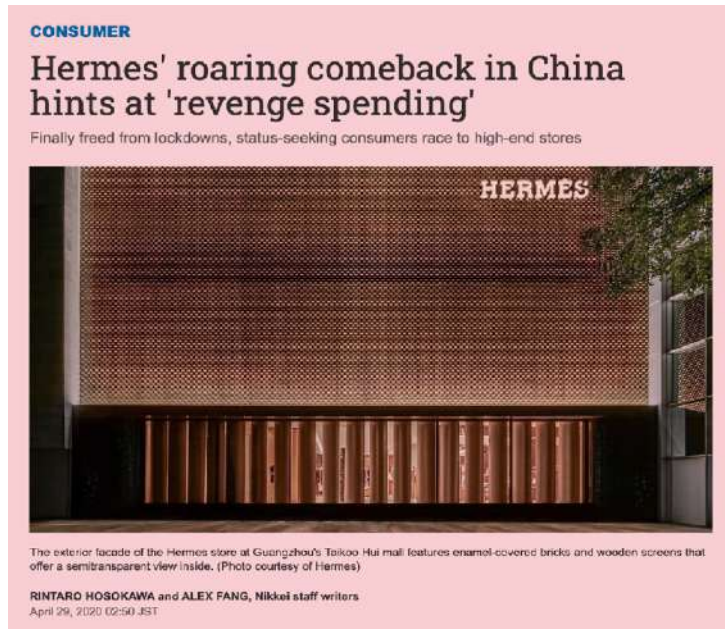 CONSUMER
Hermes' roaring comeback in China
hints at 'revenge spending'
Finally freed from lockdowns, status-seeking consumers race to high-end stores
HERMÈS
The exterior facade of the Hermes store at Guangzhou's Taikoo Hui mall features enamel-covered bricks and wooden screens that
offer a semitransparent view inside. (Photo courtesy of Hermes)
RINTARO HOSOKAWA and ALEX FANG, Nikkei staff writers
April 29, 2020 02:50 JST